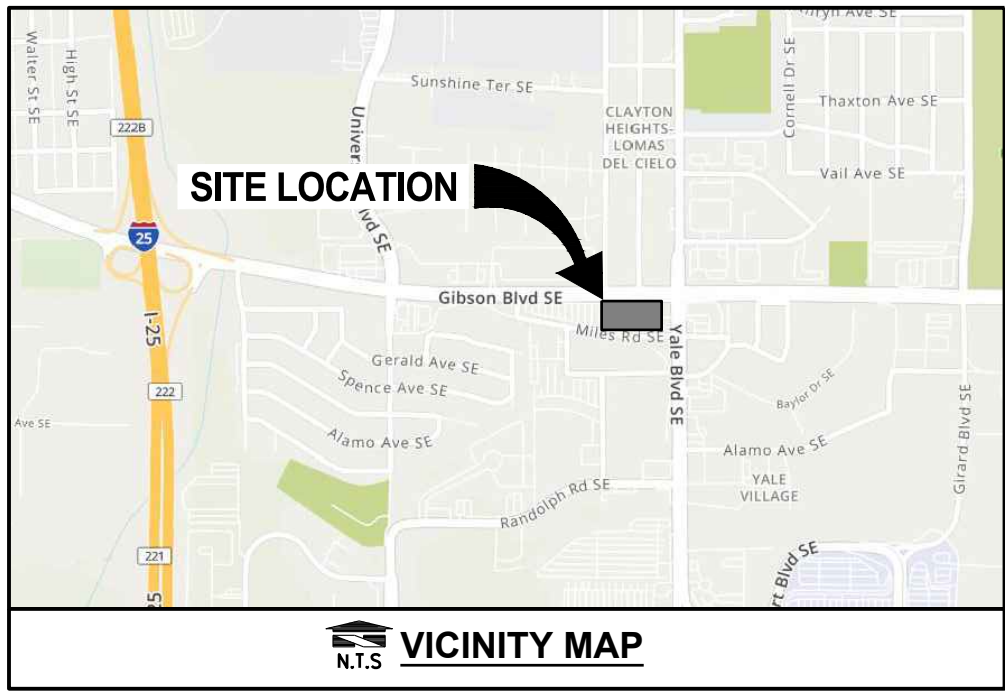 Walter St SE
High St SE
222B
25
I-25
222
Ave SE
221
Sunshine Ter SE
CLAYTON
HEIGHTS-
LOMAS
DEL CIELO
Cornell Dr SE
Thaxton Ave SE
Vail Ave SE
SITE LOCATION
Gibson Blvd SE
Miles Rd SE
Yale Blvd SE
Gerald Ave SE
Spence Ave SE
Alamo Ave SE
Baylor Dr SE
Alamo Ave SE
Girard Blvd SE
YALE
VILLAGE
Randolph Rd SE
rt Blvd SE
N.T.S
VICINITY MAP